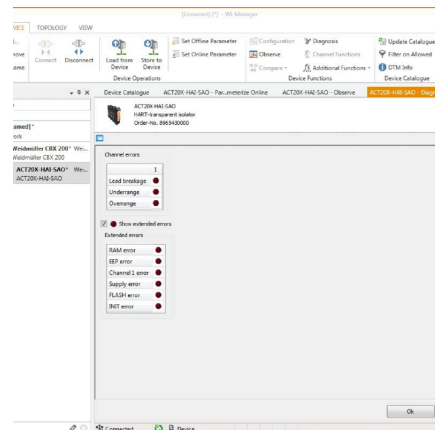 [Unnamed] (*) - WI-Manager
VICE TOPOLOGY VIEW
Connect Disconnect
Load from Device
Store to Device
Set Offline Parameter
Set Online Parameter
Configuration
Observe
Compare
Diagnosis
Channel Functions
Additional Functions
Update Catalogue
Filter on Allowed
DTM Info
Device Operations Device Functions Device Catalogue
Device Catalogue ACT20X-HAI-SAO - Par...meterize Online ACT20X-HAI-SAO - Observe ACT20X-HAI-SAO - Diagn
ACT20X-HAI-SAO
HART-transparent isolator
Order-No. 8965430000
amed]*
ork
Weidmüller CBX 200* Wei...
Weidmüller CBX 200
ACT20X-HAI-SAO* Wei...
ACT20X-HAI-SAO
Channel errors
1
Lead breakage
Underrange
Overrange
Show extended errors
Extended errors
RAM error
EEP error
Channel 1 error
Supply error
FLASH error
INIT error
Ok
Connected Device